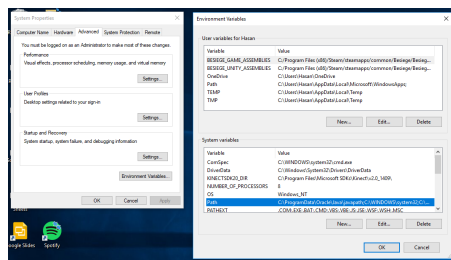 System Properties
Computer Name Hardware Advanced System Protection Remote
You must be logged on as an Administrator to make most of these changes.
Performance
Visual effects, processor scheduling, memory usage, and virtual memory
Settings...
User Profiles
Desktop settings related to your sign-in
Settings...
Startup and Recovery
System startup, system failure, and debugging information
Settings...
Environment Variables...
OK Cancel Apply
Google Slides Spotify
Environment Variables
User variables for Hasan
Variable Value
BESIEGE_GAME_ASSEMBLIES C:/Program Files (x86)/Steam/steamapps/common/Besiege/Besieg...
BESIEGE_UNITY_ASSEMBLIES C:/Program Files (x86)/Steam/steamapps/common/Besiege/Besieg...
OneDrive C:\Users\Hasan\OneDrive
Path C:\Users\Hasan\AppData\Local\Microsoft\WindowsApps;
TEMP C:\Users\Hasan\AppData\Local\Temp
TMP C:\Users\Hasan\AppData\Local\Temp
New... Edit... Delete
System variables
Variable Value
ComSpec C:\WINDOWS\system32\cmd.exe
DriverData C:\Windows\System32\Drivers\DriverData
KINECTSDK20_DIR C:\Program Files\Microsoft SDKs\Kinect\v2.0_1409\
NUMBER_OF_PROCESSORS 8
OS Windows_NT
Path C:\ProgramData\Oracle\Java\javapath;C:\WINDOWS\system32;C:\...
PATHEXT .COM;.EXE;.BAT;.CMD;.VBS;.VBE;.JS;.JSE;.WSF;.WSH;.MSC
New... Edit... Delete
OK Cancel